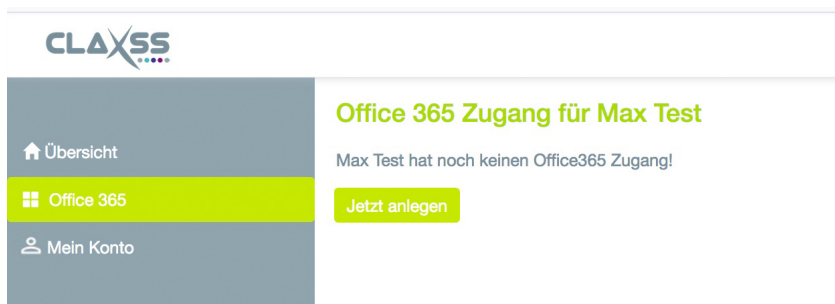 CLAXSS
Übersicht
Office 365
Mein Konto
Office 365 Zugang für Max Test
Max Test hat noch keinen Office365 Zugang!
Jetzt anlegen